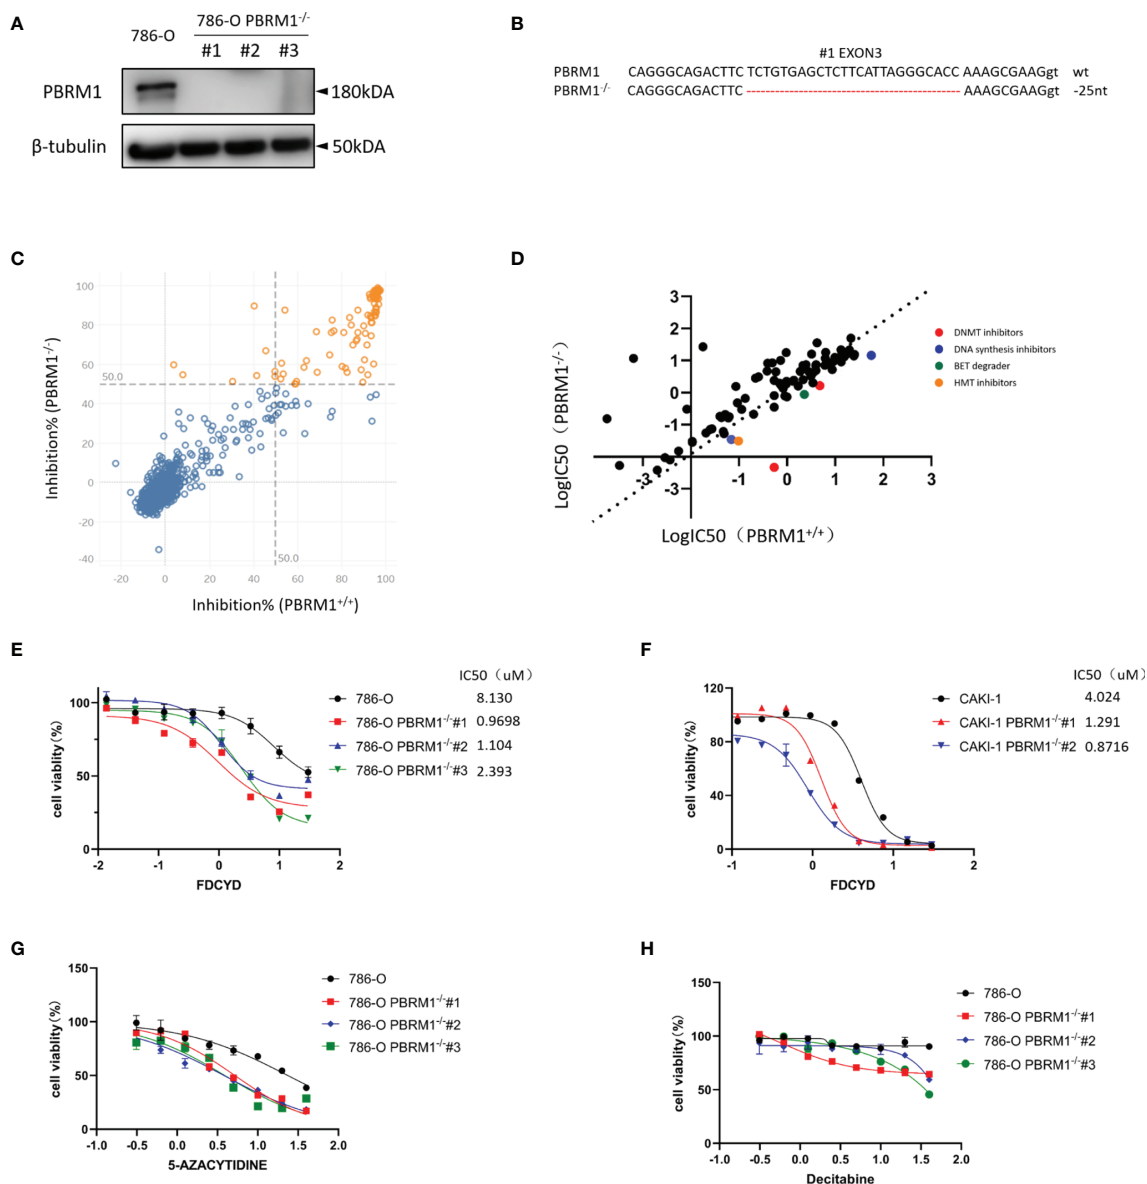 A
786-O
786-O PBRM1-/-
#1 #2 #3
PBRM1
180kDA
β-tubulin
50kDA
B
#1 EXON3
PBRM1 CAGGGCAGACTTC TCTGTGAGCTCTTCATTAGGGCACC AAAGCGAAGgt wt
PBRM1-/- CAGGGCAGACTTC ------------------------------------------- AAAGCGAAGgt -25nt
C
Inhibition% (PBRM1-/-)
100
80
60
50.0
40
20
0
-20
-40
50.0
-20 0 20 40 60 80 100
Inhibition% (PBRM1+/+)
D
LogIC50 (PBRM1-/-)
3
2
1
0
-1
-3
-3 -1 0 1 2 3
LogIC50 (PBRM1+/+)
DNMT inhibitors
DNA synthesis inhibitors
BET degrader
HMT inhibitors
E
cell viablity(%)
100
50
0
-2 -1 0 1 2
FDCYD
IC50 (uM)
786-O 8.130
786-O PBRM1-/-#1 0.9698
786-O PBRM1-/-#2 1.104
786-O PBRM1-/-#3 2.393
F
cell viablity(%)
120
80
40
0
-1 0 1 2
FDCYD
IC50 (uM)
CAKI-1 4.024
CAKI-1 PBRM1-/-#1 1.291
CAKI-1 PBRM1-/-#2 0.8716
G
cell viablity (%)
150
100
50
0
-1.0 -0.5 0.0 0.5 1.0 1.5 2.0
5-AZACYTIDINE
786-O
786-O PBRM1-/-#1
786-O PBRM1-/-#2
786-O PBRM1-/-#3
H
cell viablity(%)
150
100
50
0
-1.0 -0.5 0.0 0.5 1.0 1.5 2.0
Decitabine
786-O
786-O PBRM1-/-#1
786-O PBRM1-/-#2
786-O PBRM1-/-#3